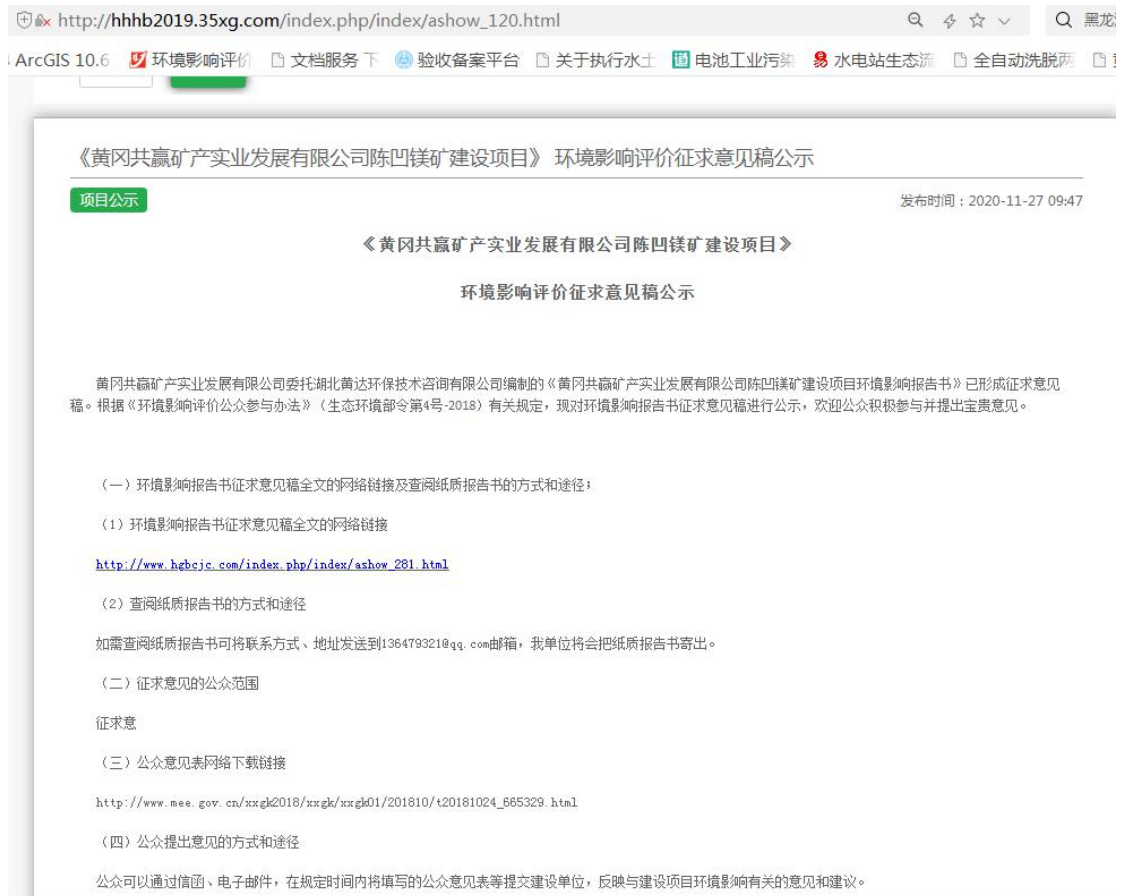 http://hhhb2019.35xg.com/index.php/index/ashow_120.html 黑龙
ArcGIS 10.6 环境影响评价 文档服务 下 验收备案平台 关于执行水土 电池工业污染 水电站生态流 全自动洗脱两
《黄冈共赢矿产实业发展有限公司陈凹镁矿建设项目》 环境影响评价征求意见稿公示
项目公示 发布时间：2020-11-27 09:47
《黄冈共赢矿产实业发展有限公司陈凹镁矿建设项目》
环境影响评价征求意见稿公示
黄冈共赢矿产实业发展有限公司委托湖北黄达环保技术咨询有限公司编制的《黄冈共赢矿产实业发展有限公司陈凹镁矿建设项目环境影响报告书》已形成征求意见
稿。根据《环境影响评价公众参与办法》（生态环境部令第4号-2018）有关规定，现对环境影响报告书征求意见稿进行公示，欢迎公众积极参与并提出宝贵意见。
（一）环境影响报告书征求意见稿全文的网络链接及查阅纸质报告书的方式和途径；
（1）环境影响报告书征求意见稿全文的网络链接
http://www.hgbcjc.com/index.php/index/ashow_281.html
（2）查阅纸质报告书的方式和途径
如需查阅纸质报告书可将联系方式、地址发送到136479321@qq.com邮箱，我单位将会把纸质报告书寄出。
（二）征求意见的公众范围
征求意
（三）公众意见表网络下载链接
http://www.mee.gov.cn/xxgk2018/xxgk/xxgk01/201810/t20181024_665329.html
（四）公众提出意见的方式和途径
公众可以通过信函、电子邮件，在规定时间内将填写的公众意见表等提交建设单位，反映与建设项目环境影响有关的意见和建议。